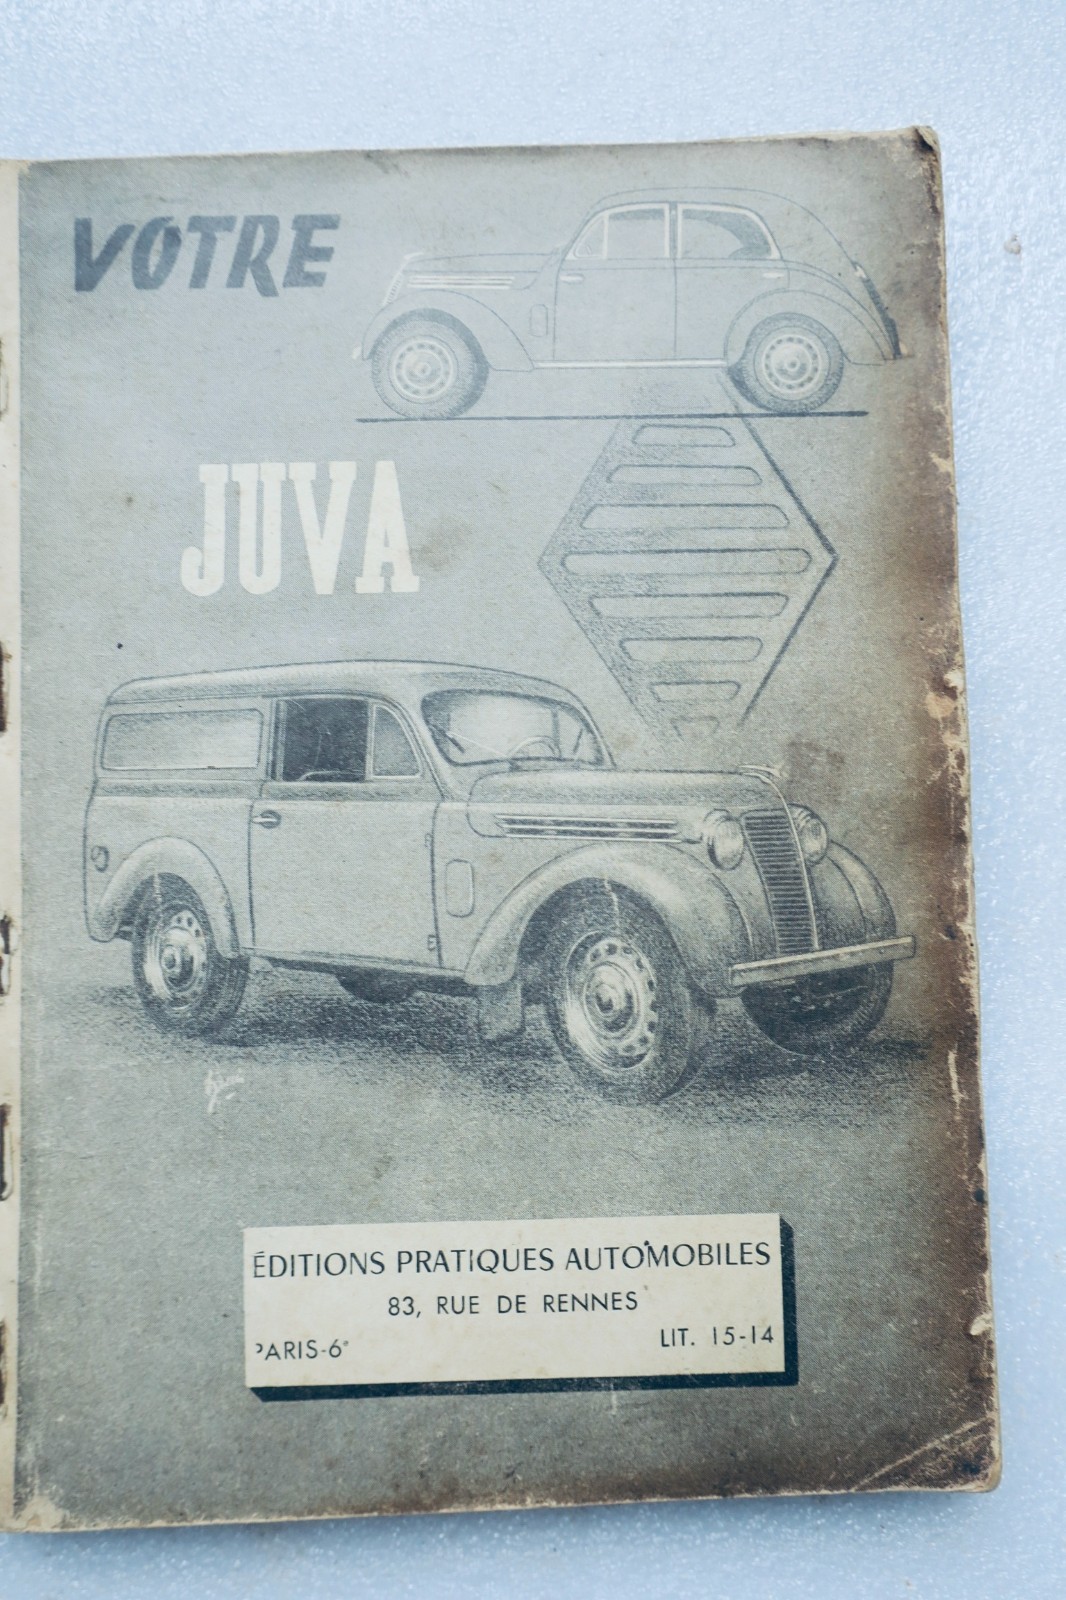 VOTRE
JUVA
ÉDITIONS PRATIQUES AUTOMOBILES
83, RUE DE RENNES
PARIS-6e LIT. 15-14